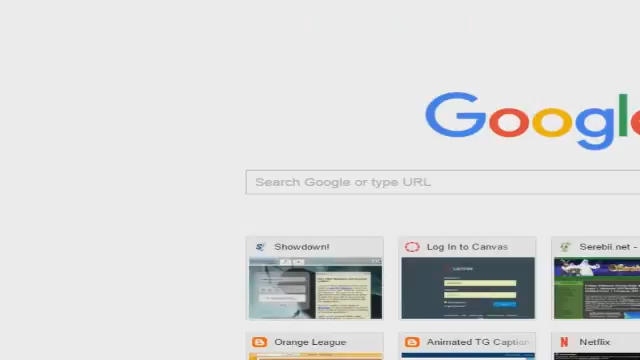 Google
Search Google or type URL
Showdown!
Log In to Canvas
Serebii.net -
Orange League
Animated TG Caption
Netflix